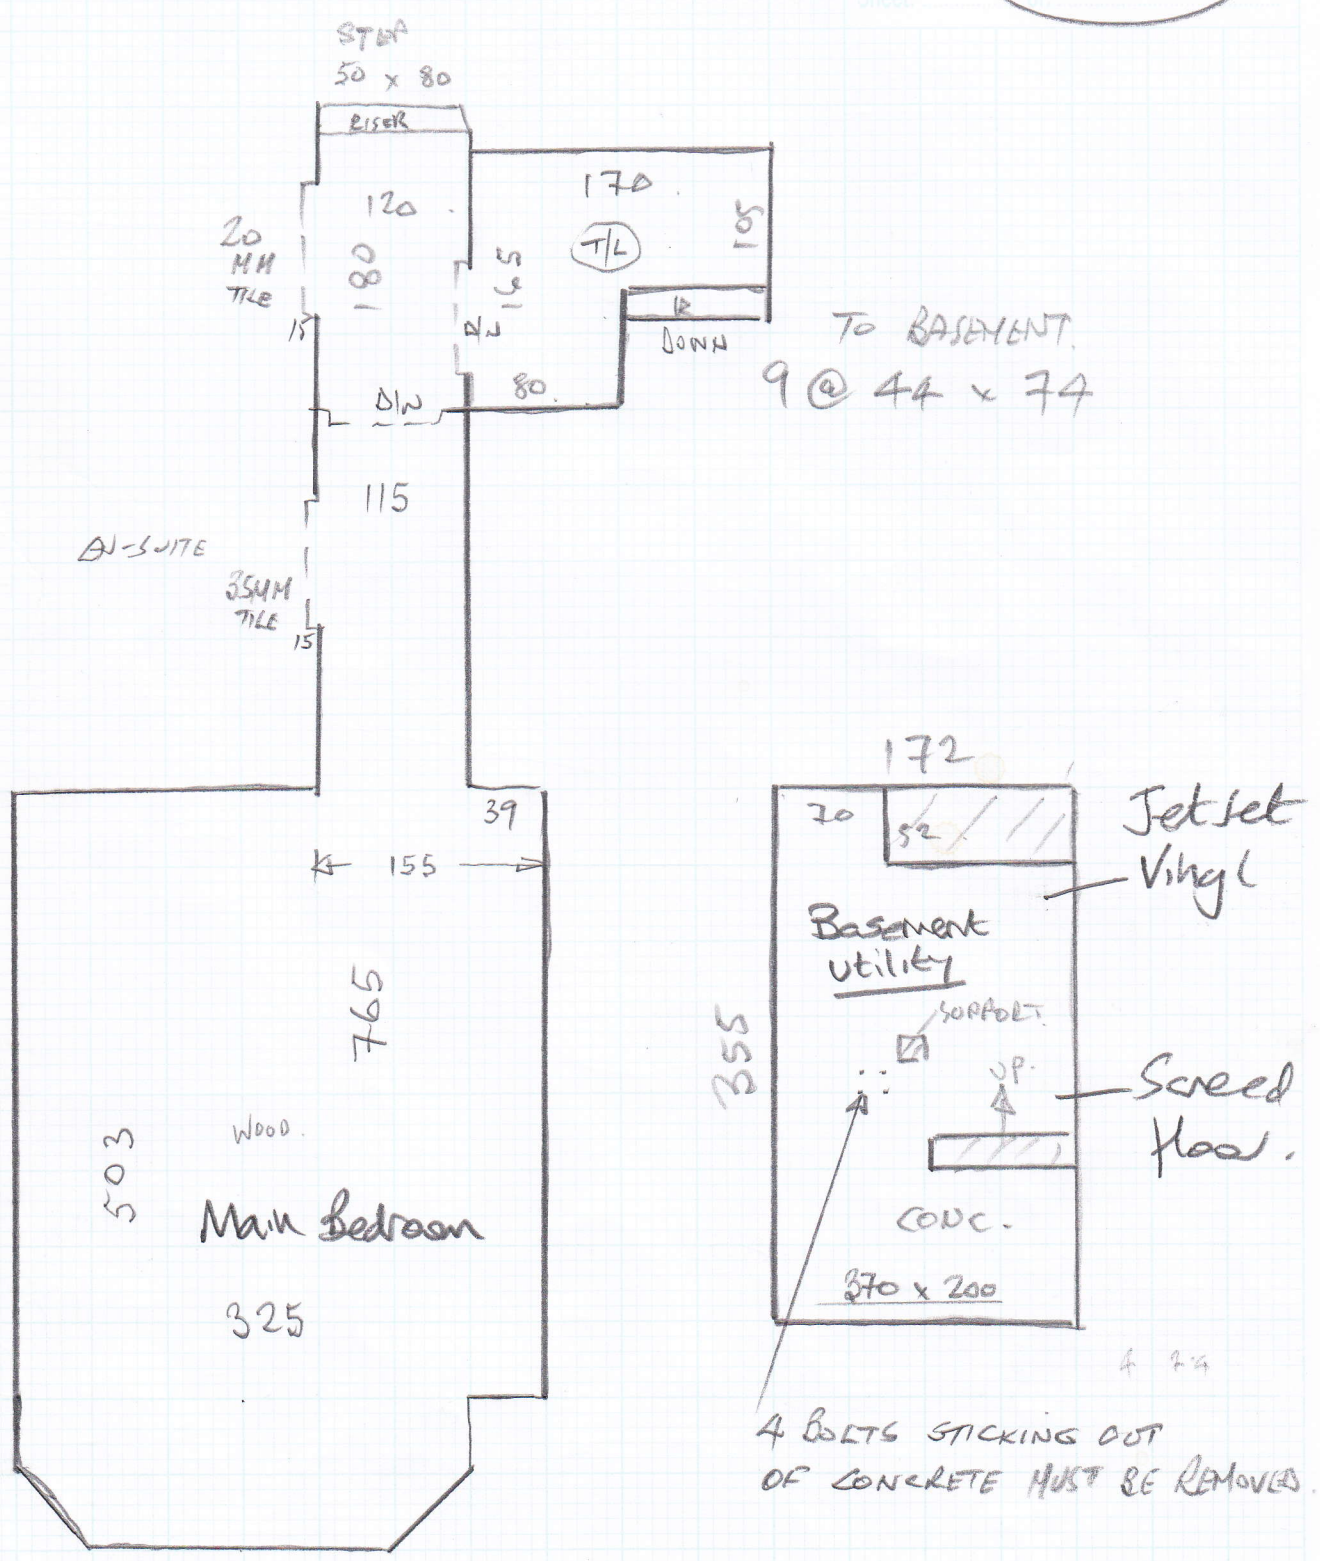 STEP
50 x 80
RISER
170
120
105
20
MM
TILE
180
165
T/L
15
D/W
R
DOWN
TO BASEMENT.
9 @ 44 x 74
80
D/W
115
EN-SUITE
35MM
TILE
15
39
155
765
503
WOOD.
Main Bedroom
325
172
70
52
Jetset
Vinyl
Basement
utility
SUPPORT.
355
UP.
Screed
floor.
CONC.
370 x 200
4 BOLTS STICKING OUT
OF CONCRETE MUST BE REMOVED.